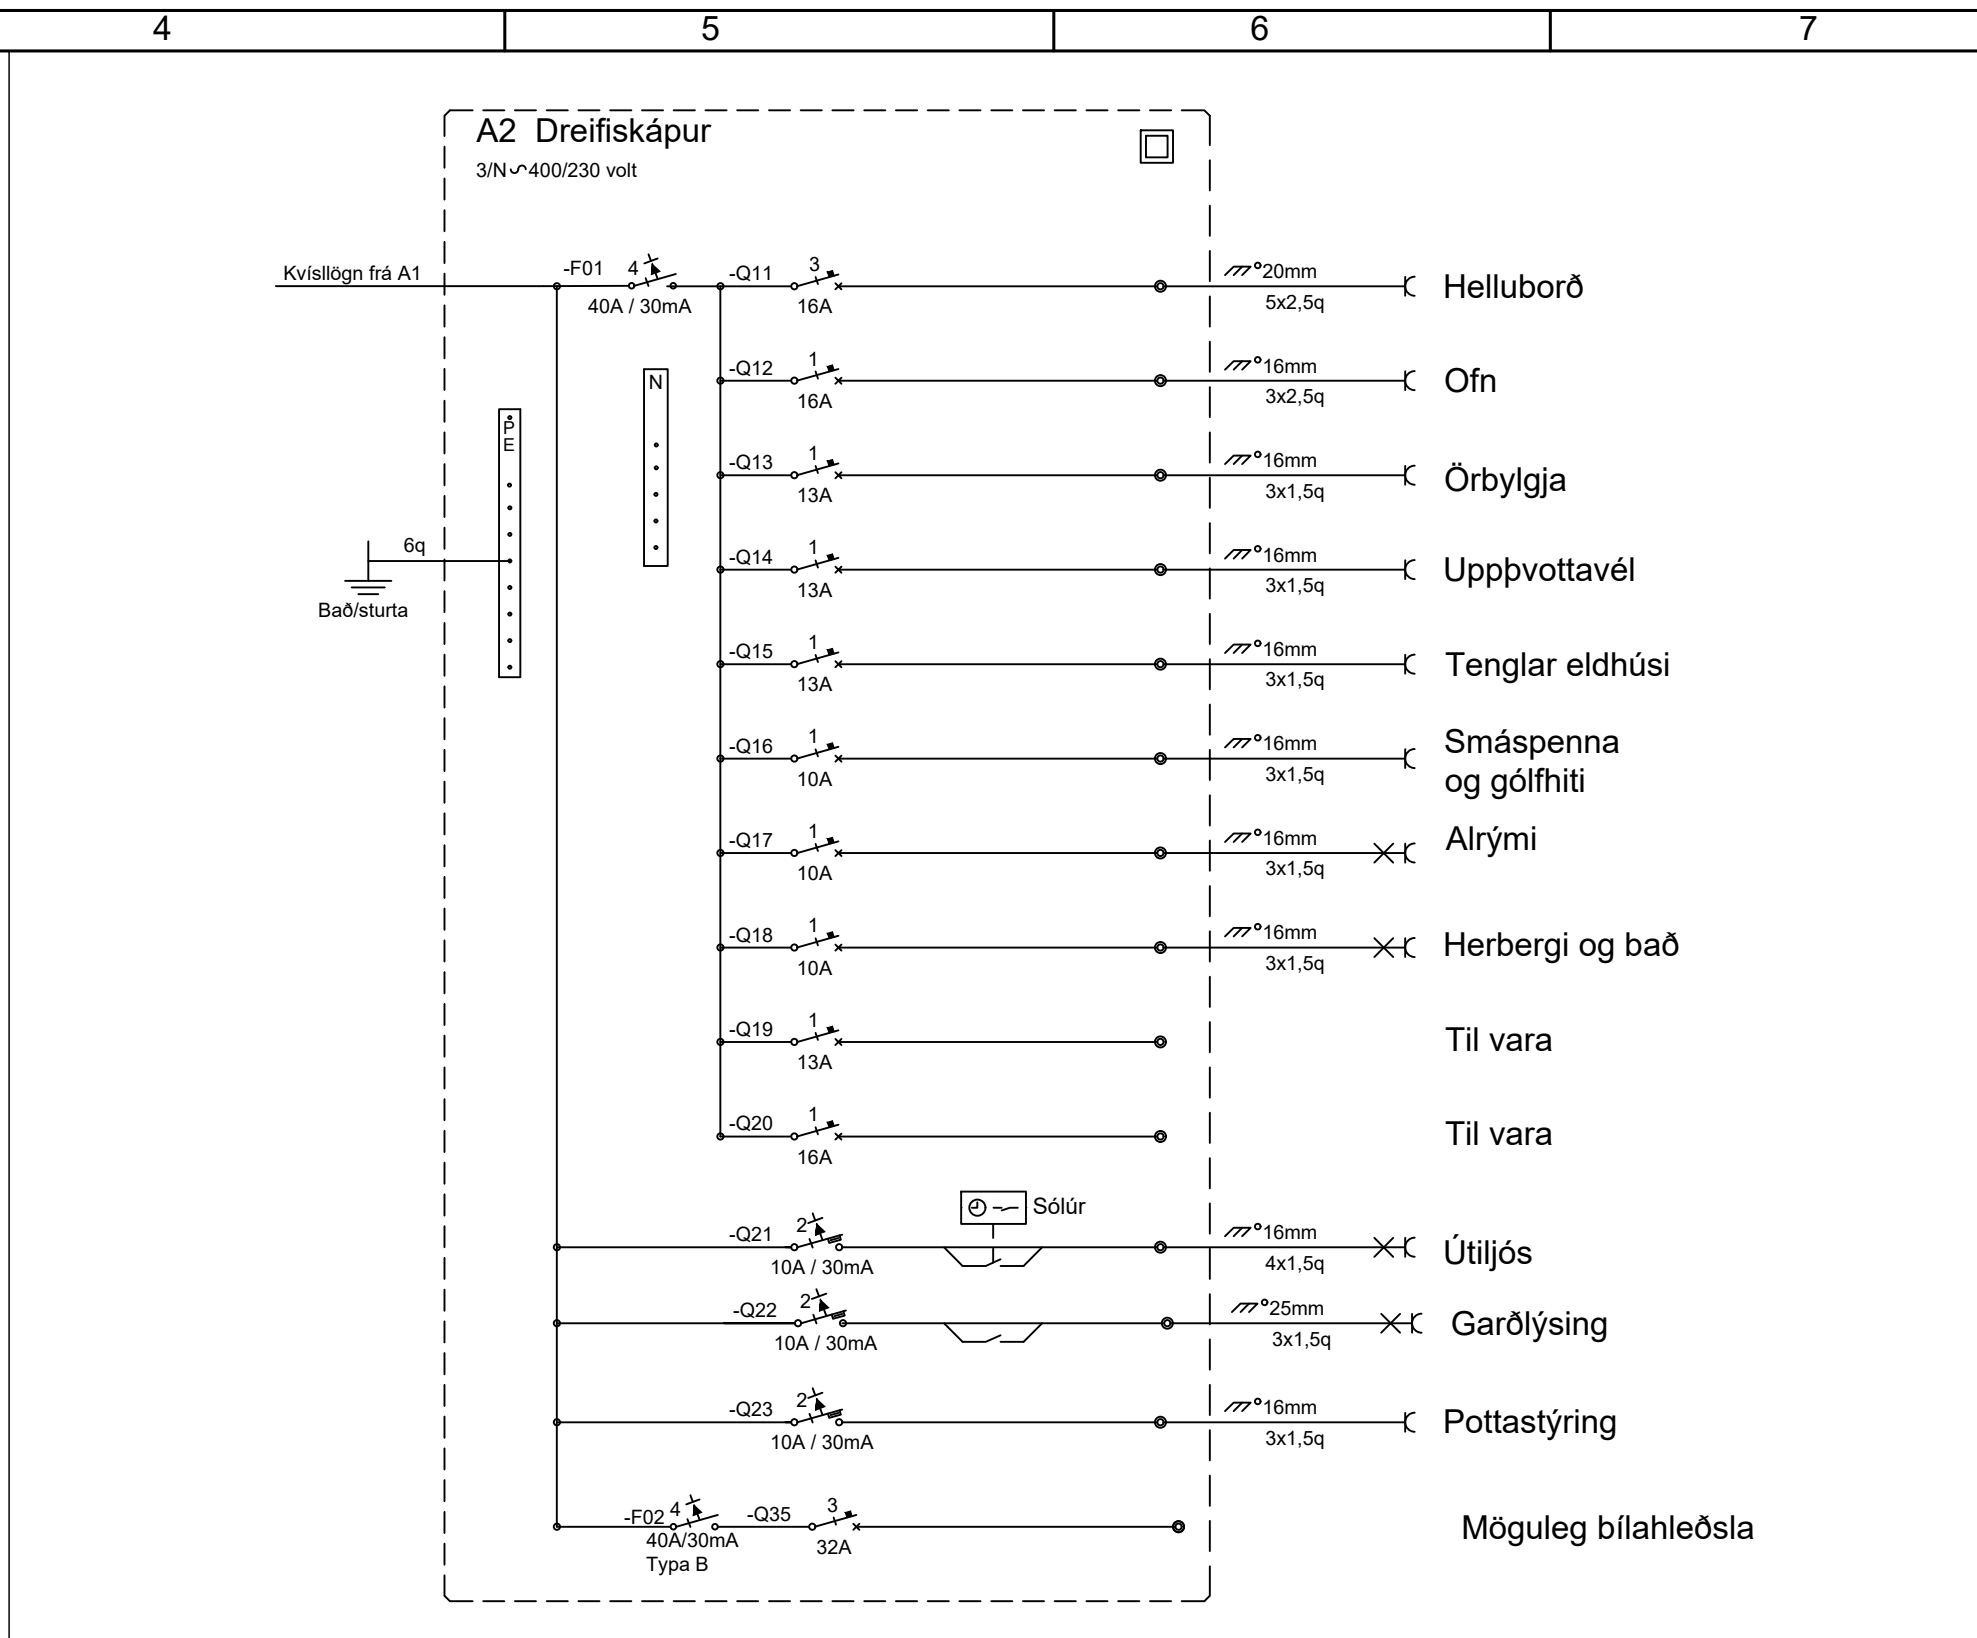 4 5 6 7
A2 Dreifiskápur
3/N 400/230 volt
Kvísllögn frá A1
-F01 4
40A / 30mA
-Q11 3
16A
20mm
5x2,5q
Helluborð
-Q12 1
16A
16mm
3x2,5q
Ofn
N
PE
-Q13 1
13A
16mm
3x1,5q
Örbylgja
6q
Bað/sturta
-Q14 1
13A
16mm
3x1,5q
Uppþvottavél
-Q15 1
13A
16mm
3x1,5q
Tenglar eldhúsi
-Q16 1
10A
16mm
3x1,5q
Smáspenna
og gólfhiti
-Q17 1
10A
16mm
3x1,5q
Alrými
-Q18 1
10A
16mm
3x1,5q
Herbergi og bað
-Q19 1
13A
Til vara
-Q20 1
16A
Til vara
Sólúr
-Q21 2
10A / 30mA
16mm
4x1,5q
Útiljós
-Q22 2
10A / 30mA
25mm
3x1,5q
Garðlýsing
-Q23 2
10A / 30mA
16mm
3x1,5q
Pottastýring
-F02 4
40A/30mA
Typa B
-Q35 3
32A
Möguleg bílahleðsla